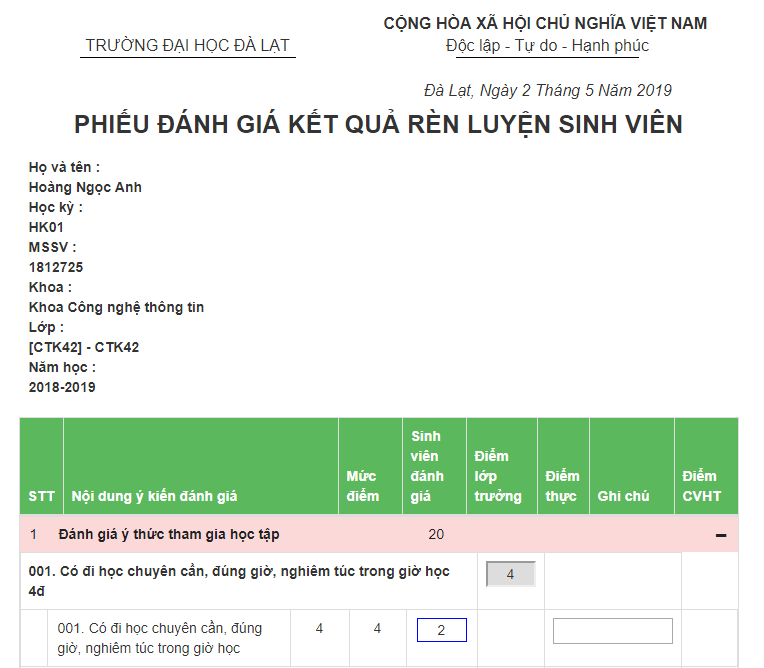 CỘNG HÒA XÃ HỘI CHỦ NGHĨA VIỆT NAM
TRƯỜNG ĐẠI HỌC ĐÀ LẠT
Độc lập - Tự do - Hạnh phúc
Đà Lạt, Ngày 2 Tháng 5 Năm 2019
PHIẾU ĐÁNH GIÁ KẾT QUẢ RÈN LUYỆN SINH VIÊN
Họ và tên :
Hoàng Ngọc Anh
Học kỳ :
HK01
MSSV :
1812725
Khoa :
Khoa Công nghệ thông tin
Lớp :
[CTK42] - CTK42
Năm học :
2018-2019
STT
Nội dung ý kiến đánh giá
Mức
điểm
Sinh
viên
đánh
giá
Điểm
lớp
trưởng
Điểm
thực
Ghi chú
Điểm
CVHT
1 Đánh giá ý thức tham gia học tập 20
001. Có đi học chuyên cần, đúng giờ, nghiêm túc trong giờ học
4đ
4
001. Có đi học chuyên cần, đúng
giờ, nghiêm túc trong giờ học
4 4 2